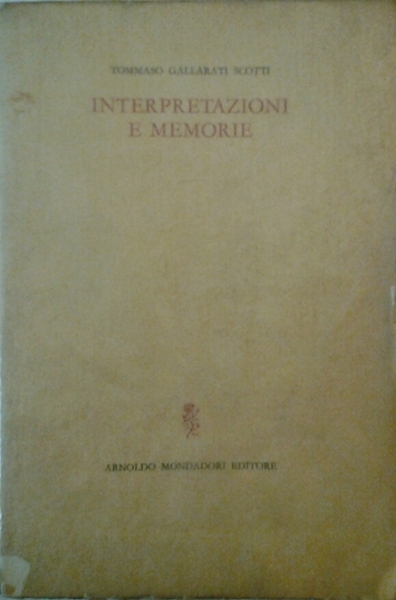 TOMMASO GALLARATI SCOTTI
INTERPRETAZIONI
E MEMORIE
ARNOLDO MONDADORI EDITORE